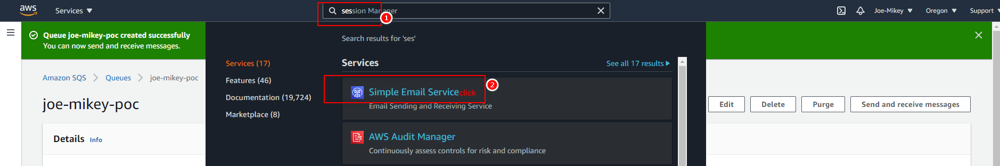 aws Services session Manager Joe-Mikey Oregon Support
1
Queue joe-mikey-poc created successfully
You can now send and receive messages.
Search results for 'ses'
Services (17)
Features (46)
Documentation (19,724)
Marketplace (8)
Services See all 17 results
2
Simple Email Service click
Email Sending and Receiving Service
AWS Audit Manager
Continuously assess controls for risk and compliance
Amazon SQS Queues joe-mikey-poc
joe-mikey-poc
Edit Delete Purge Send and receive messages
Details Info